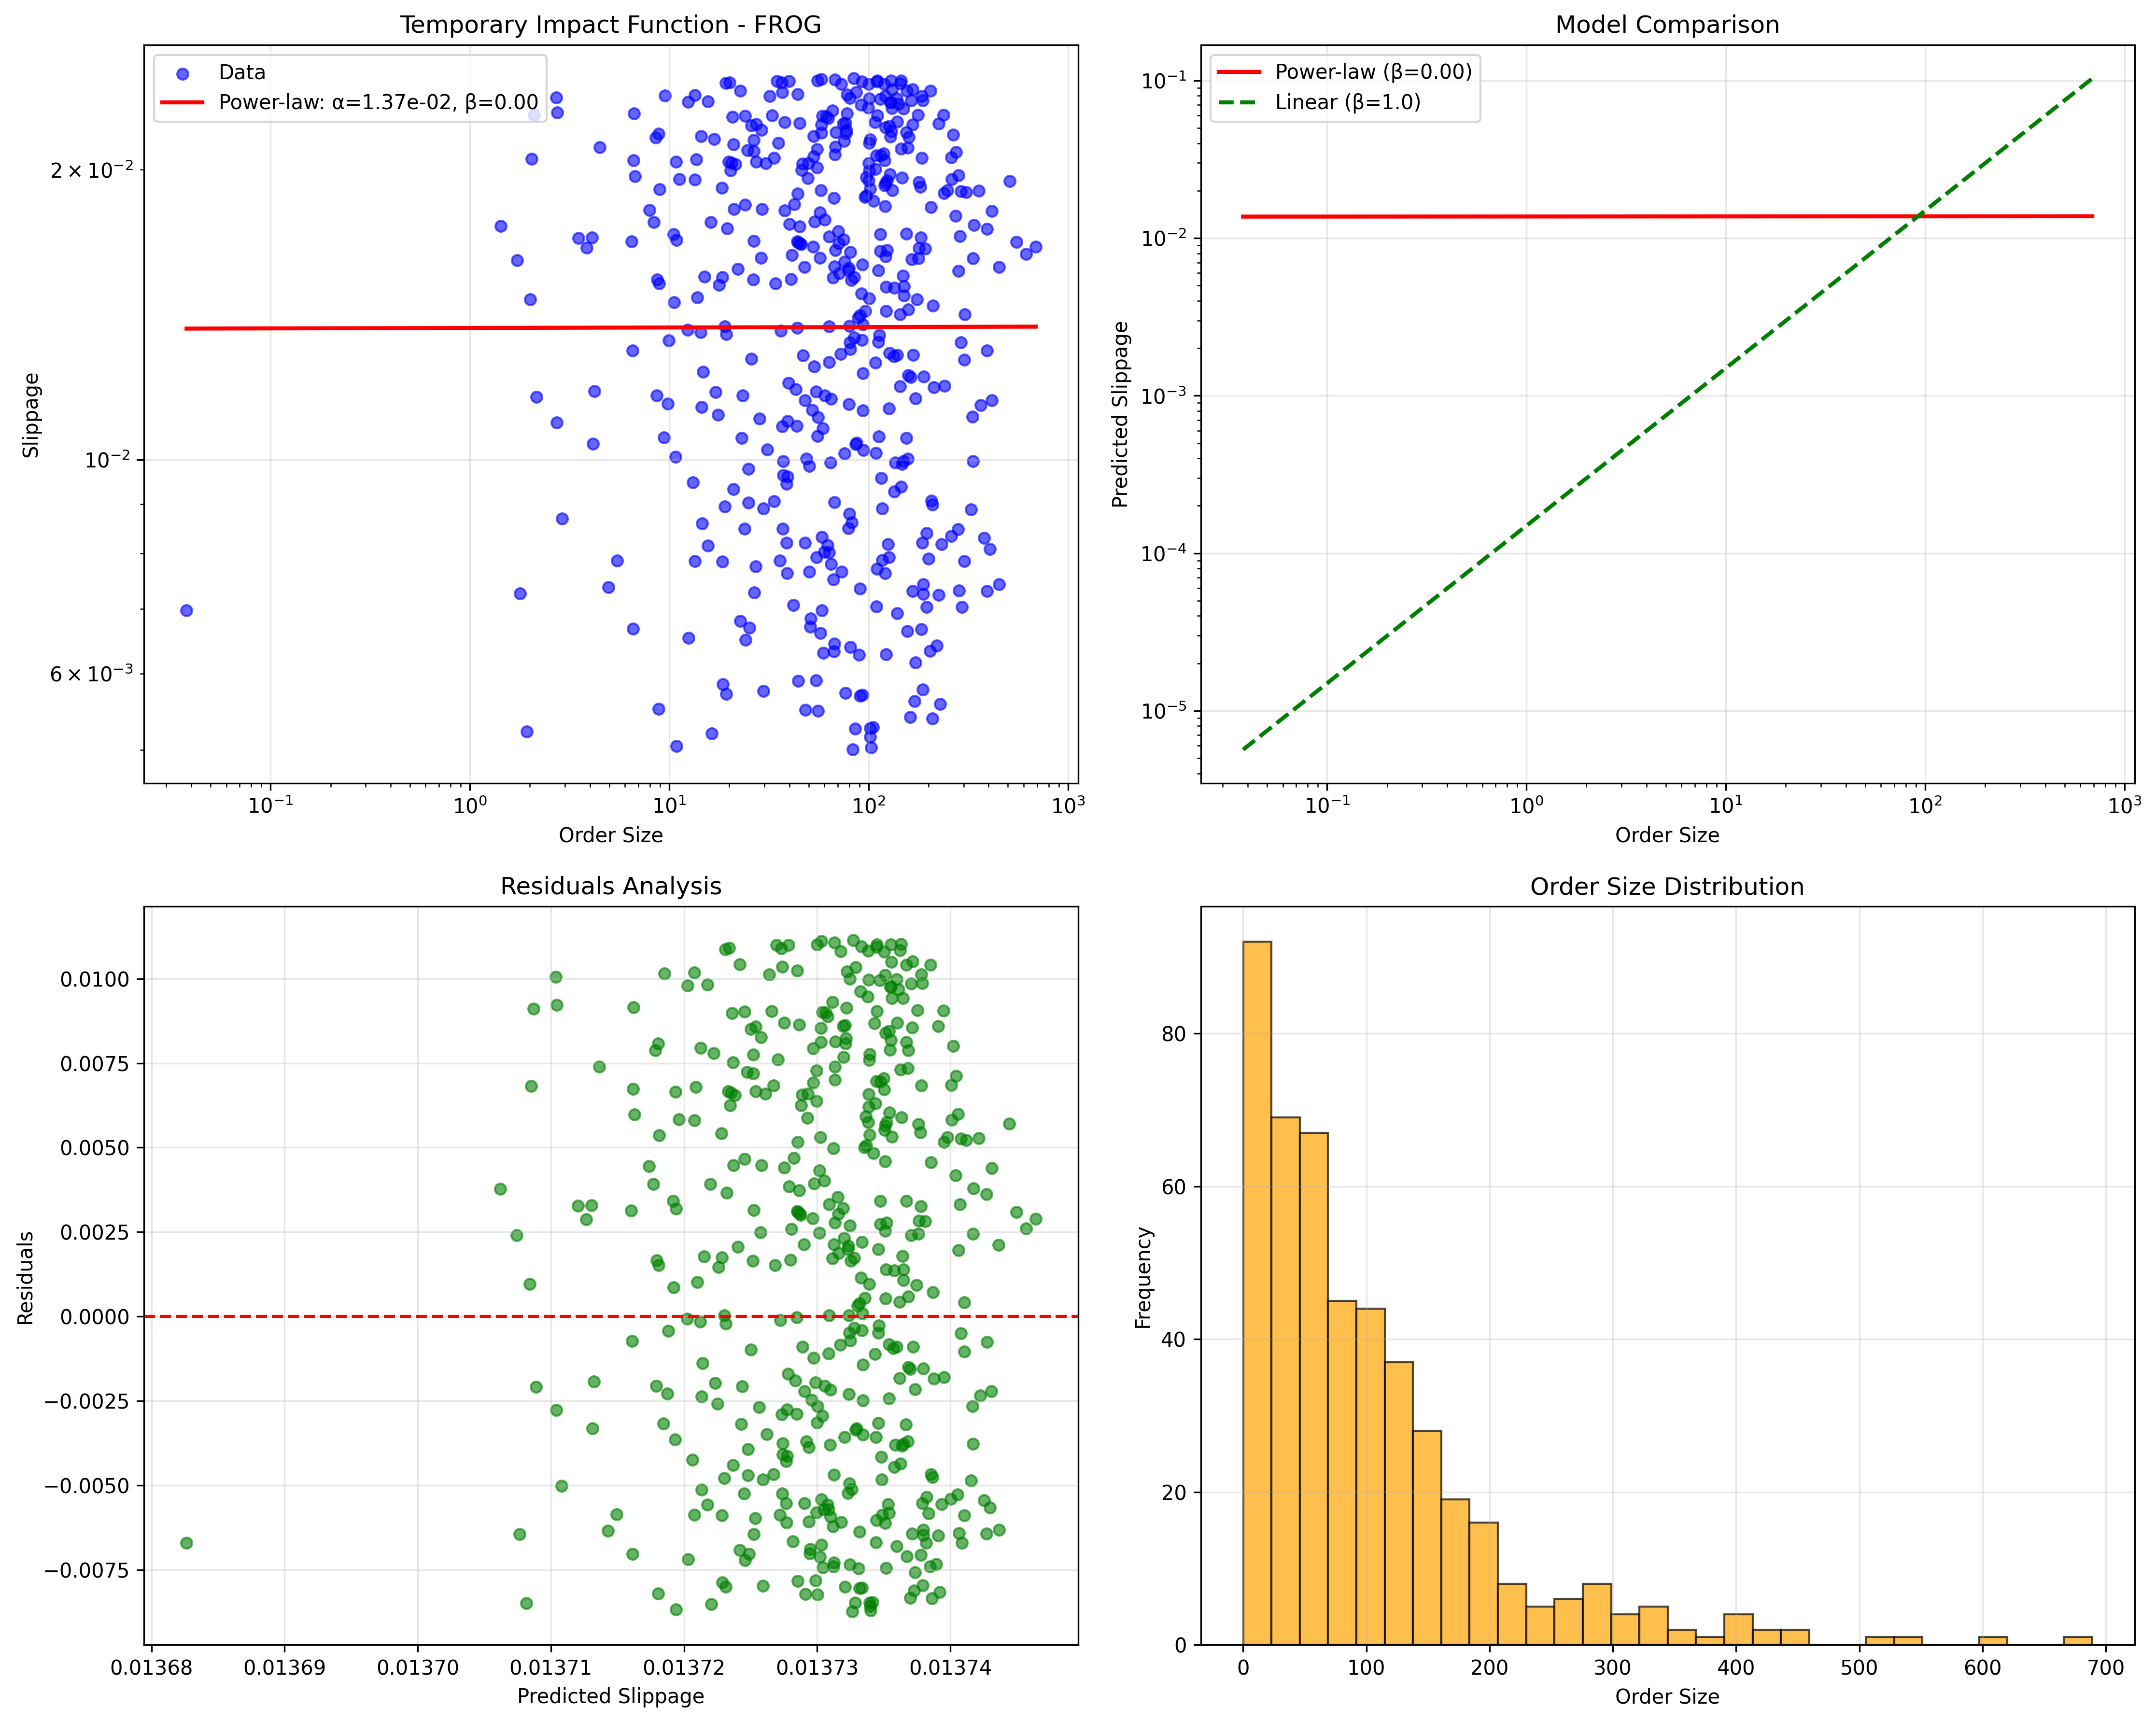 Temporary Impact Function - FROG
Data
Power-law: α=1.37e-02, β=0.00
2 × 10⁻²
10⁻²
6 × 10⁻³
Slippage
10⁻¹ 10⁰ 10¹ 10² 10³
Order Size
Model Comparison
Power-law (β=0.00)
Linear (β=1.0)
10⁻¹
10⁻²
10⁻³
10⁻⁴
10⁻⁵
Predicted Slippage
10⁻¹ 10⁰ 10¹ 10² 10³
Order Size
Residuals Analysis
0.0100
0.0075
0.0050
0.0025
0.0000
−0.0025
−0.0050
−0.0075
Residuals
0.01368 0.01369 0.01370 0.01371 0.01372 0.01373 0.01374
Predicted Slippage
Order Size Distribution
80
60
40
20
0
Frequency
0 100 200 300 400 500 600 700
Order Size